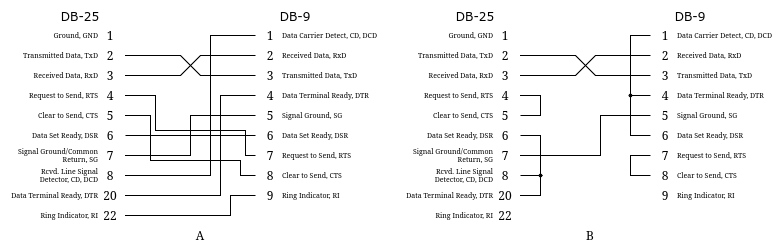 DB-25 DB-9
Ground, GND 1 1 Data Carrier Detect, CD, DCD
Transmitted Data, TxD 2 2 Received Data, RxD
Received Data, RxD 3 3 Transmitted Data, TxD
Request to Send, RTS 4 4 Data Terminal Ready, DTR
Clear to Send, CTS 5 5 Signal Ground, SG
Data Set Ready, DSR 6 6 Data Set Ready, DSR
Signal Ground/Common
Return, SG 7 7 Request to Send, RTS
Rcvd. Line Signal
Detector, CD, DCD 8 8 Clear to Send, CTS
Data Terminal Ready, DTR 20 9 Ring Indicator, RI
Ring Indicator, RI 22
A
DB-25 DB-9
Ground, GND 1 1 Data Carrier Detect, CD, DCD
Transmitted Data, TxD 2 2 Received Data, RxD
Received Data, RxD 3 3 Transmitted Data, TxD
Request to Send, RTS 4 4 Data Terminal Ready, DTR
Clear to Send, CTS 5 5 Signal Ground, SG
Data Set Ready, DSR 6 6 Data Set Ready, DSR
Signal Ground/Common
Return, SG 7 7 Request to Send, RTS
Rcvd. Line Signal
Detector, CD, DCD 8 8 Clear to Send, CTS
Data Terminal Ready, DTR 20 9 Ring Indicator, RI
Ring Indicator, RI 22
B